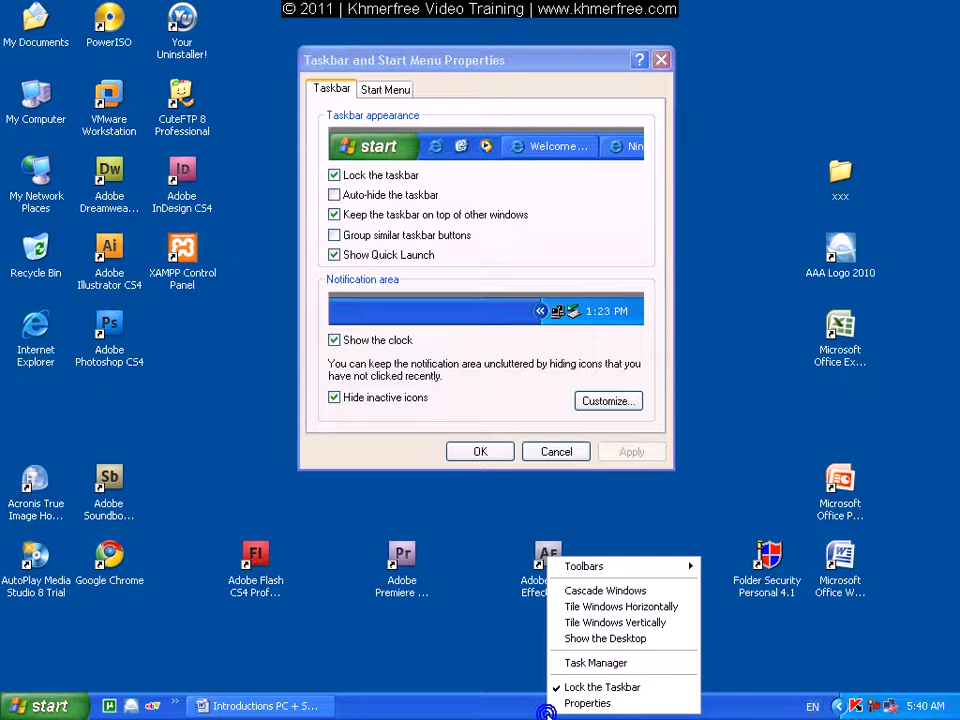 © 2011 | Khmerfree Video Training | www.khmerfree.com
My Documents
PowerISO
Your
Uninstaller!
My Computer
VMware
Workstation
CuteFTP 8
Professional
My Network
Places
Adobe
Dreamwea...
Adobe
InDesign CS4
Recycle Bin
Adobe
Illustrator CS4
XAMPP Control
Panel
Internet
Explorer
Adobe
Photoshop CS4
Acronis True
Image Ho...
Adobe
Soundbo...
AutoPlay Media
Studio 8 Trial
Google Chrome
Adobe Flash
CS4 Prof...
Adobe
Premiere ...
Taskbar and Start Menu Properties
Taskbar
Start Menu
Taskbar appearance
start
Welcome...
Nin
Lock the taskbar
Auto-hide the taskbar
Keep the taskbar on top of other windows
Group similar taskbar buttons
Show Quick Launch
Notification area
1:23 PM
Show the clock
You can keep the notification area uncluttered by hiding icons that you
have not clicked recently.
Hide inactive icons
Customize...
OK
Cancel
Apply
xxx
AAA Logo 2010
Microsoft
Office Ex...
Microsoft
Office P...
Folder Security
Personal 4.1
Microsoft
Office W...
Adobe
Effec
Toolbars
Cascade Windows
Tile Windows Horizontally
Tile Windows Vertically
Show the Desktop
Task Manager
Lock the Taskbar
Properties
start
Introductions PC + S...
EN
5:40 AM